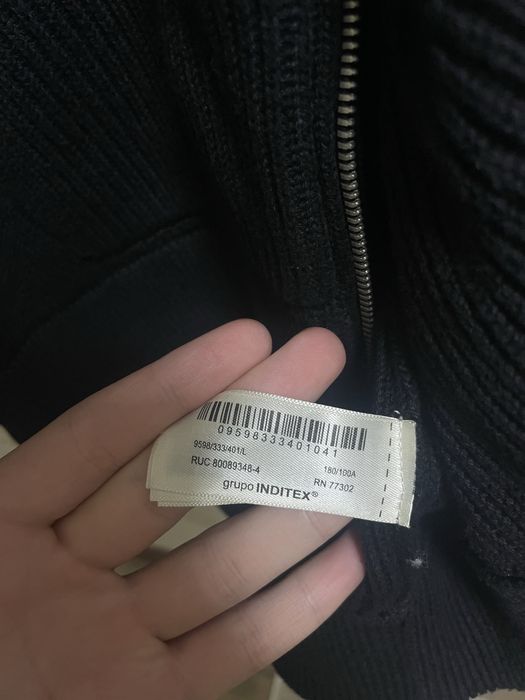 09598333401041
9598/333/401/L
180/100A
RUC 80089348-4
RN 77302
grupo INDITEX®